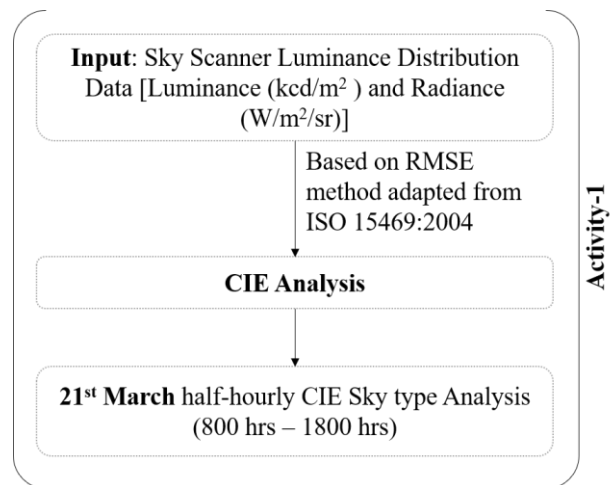 Input: Sky Scanner Luminance Distribution
Data [Luminance (kcd/m² ) and Radiance
(W/m²/sr)]
Based on RMSE
method adapted from
ISO 15469:2004
CIE Analysis
21st March half-hourly CIE Sky type Analysis
(800 hrs – 1800 hrs)
Activity-1